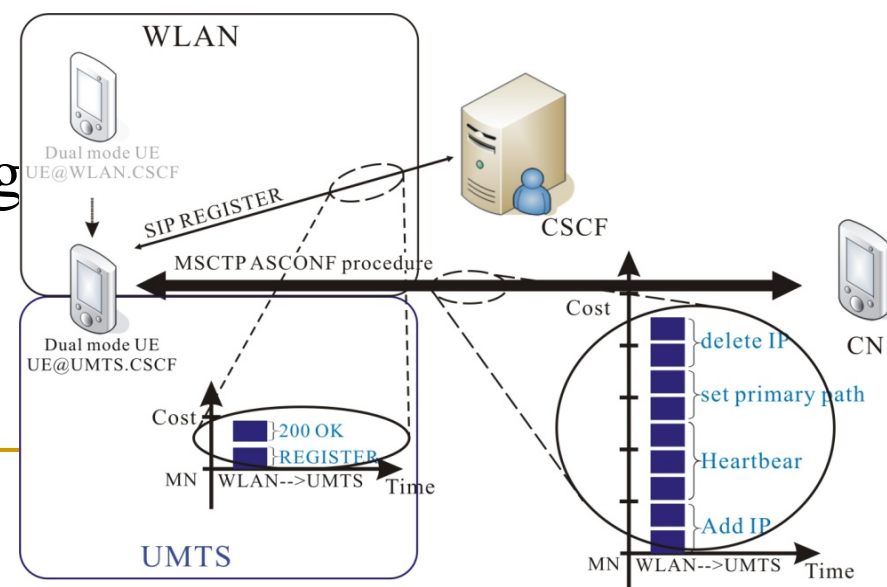 WLAN
Dual mode UE
UE@WLAN.CSCF
g
SIP REGISTER
CSCF
MSCTP ASCONF procedure
Dual mode UE
UE@UMTS.CSCF
CN
Cost
200 OK
REGISTER
MN
WLAN-->UMTS
Time
UMTS
Cost
delete IP
set primary path
Heartbear
Add IP
MN
WLAN-->UMTS
Time